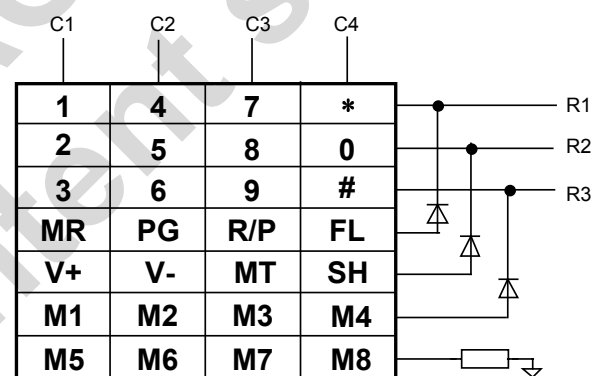 C1 C2 C3 C4
1 4 7 * R1
2 5 8 0 R2
3 6 9 # R3
MR PG R/P FL
V+ V- MT SH
M1 M2 M3 M4
M5 M6 M7 M8